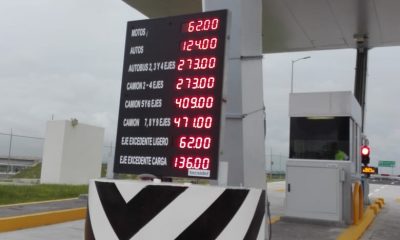 MOTOS 62.00
AUTOS 124.00
AUTOBUS 2, 3 Y 4 EJES 273.00
CAMION 2 - 4 EJES 273.00
CAMION 5 Y 6 EJES 409.00
CAMION 7, 8 Y 9 EJES 471.00
EJE EXCEDENTE LIGERO 62.00
EJE EXCEDENTE CARGA 136.00